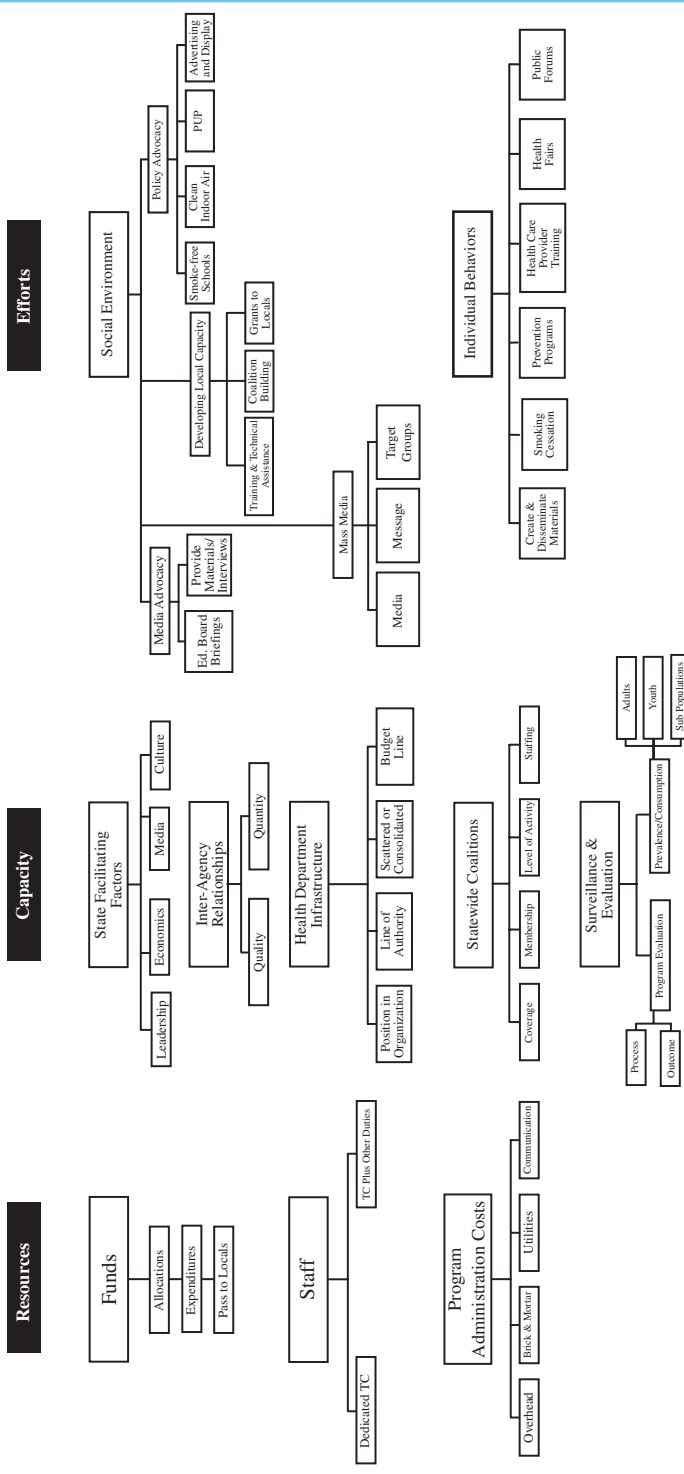 Resources
Funds
Allocations
Expenditures
Pass to Locals
Staff
Dedicated TC
TC Plus Other Duties
Program
Administration Costs
Overhead
Brick & Mortar
Utilities
Communication
Capacity
State Facilitating
Factors
Leadership
Economics
Media
Culture
Inter-Agency
Relationships
Quality
Quantity
Health Department
Infrastructure
Position in
Organization
Line of
Authority
Scattered or
Consolidated
Budget
Line
Statewide Coalitions
Coverage
Membership
Level of Activity
Staffing
Surveillance &
Evaluation
Program Evaluation
Process
Outcome
Prevalence/Consumption
Adults
Youth
Sub Populations
Efforts
Social Environment
Media Advocacy
Ed. Board
Briefings
Provide
Materials/
Interviews
Developing Local Capacity
Training & Technical
Assistance
Coalition
Building
Grants to
Locals
Policy Advocacy
Smoke-free
Schools
Clean
Indoor Air
PUP
Advertising
and Display
Mass Media
Media
Message
Target
Groups
Individual Behaviors
Create &
Disseminate
Materials
Smoking
Cessation
Prevention
Programs
Health Care
Provider
Training
Health
Fairs
Public
Forums